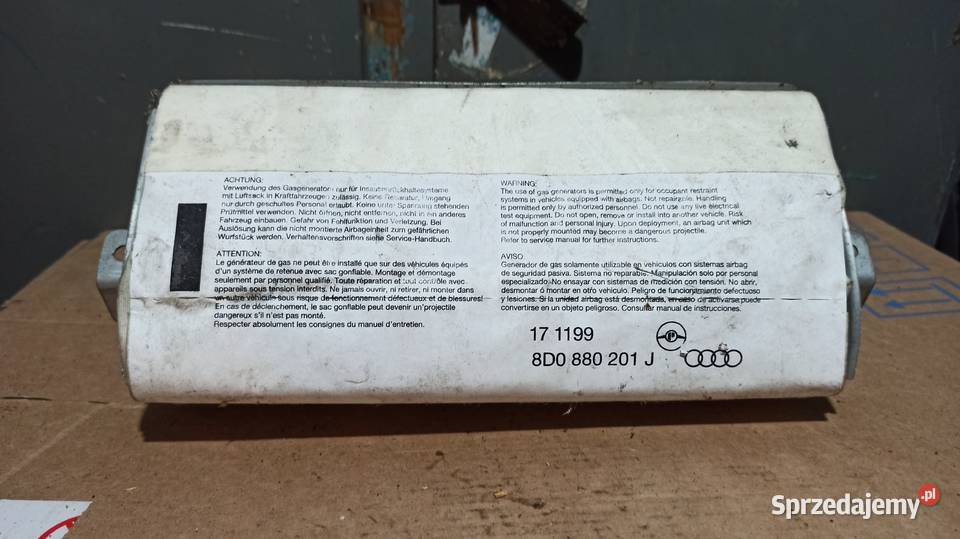 ACHTUNG:
Verwendung des Gasgenerators nur für Insassenrückhaltesysteme
mit Luftsack in Kraftfahrzeugen zulässig. Keine Reparatur. Umgang
nur durch geschultes Personal erlaubt. Keine unter Spannung stehenden
Prüfmittel verwenden. Nicht öffnen, nicht entfernen, nicht in ein anderes
Fahrzeug einbauen. Gefahr von Fehlfunktion und Verletzung. Bei
Auslösung kann die nicht montierte Airbageinheit zum gefährlichen
Wurfstück werden. Verhaltensvorschriften siehe Service-Handbuch.
ATTENTION:
Le générateur de gaz ne peut être installé que sur des véhicules équipés
d'un système de retenue avec sac gonflable. Montage et démontage
seulement par personnel qualifié. Toute réparation et tout contrôle avec
appareils sous tension interdits. Ne jamais ouvrir, ni retirer, ni monter dans
un autre véhicule sous risque de fonctionnement défectueux et de blessures!
En cas de déclenchement, le sac gonflable peut devenir un projectile
dangereux s'il n'est pas monté.
Respecter absolument les consignes du manuel d'entretien.
WARNING:
The use of gas generators is permitted only for occupant restraint
systems in vehicles equipped with airbags. Not repairable. Handling
is permitted only by authorized personnel. Do not use any live electrical
test equipment. Do not open, remove or install into another vehicle. Risk
of malfunction and personal injury. Upon deployment, an airbag unit which
is not properly mounted may become a dangerous projectile.
Refer to service manual for further instructions.
AVISO:
Generador de gas solamente utilizable en vehículos con sistemas airbag
de seguridad pasiva. Sistema no reparable. Manipulación solo por personal
especializado. No ensayar con sistemas de medición con tensión. No abrir,
desmontar ó montar en otro vehículo. Peligro de funcionamiento defectuoso
y lesiones. Si la unidad airbag está desmontada, en caso de activarse puede
convertirse en un objeto peligroso. Consultar manual de instrucciones.
17 1199
8D0 880 201 J
Sprzedajemy.pl